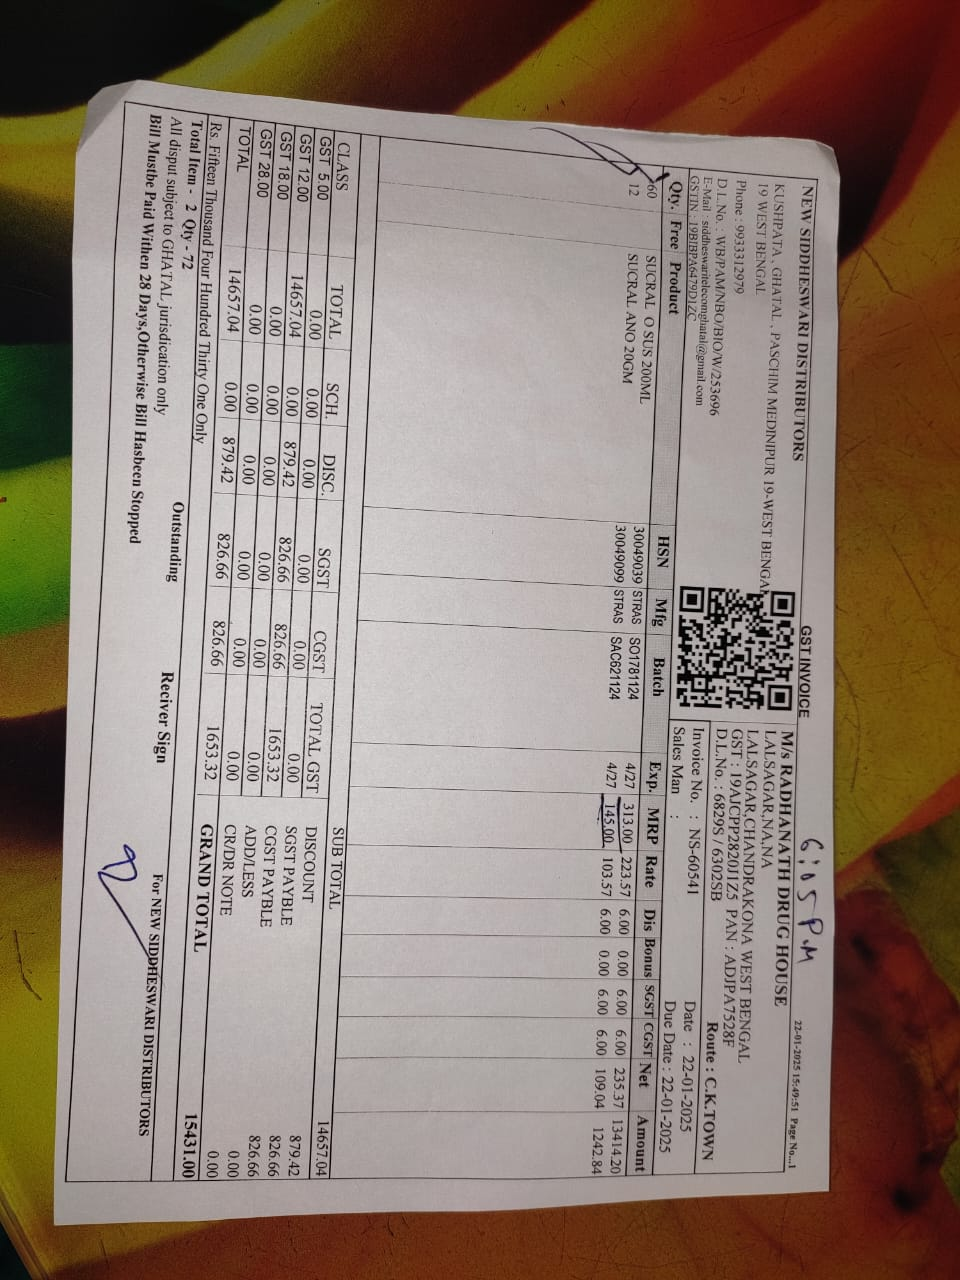 6:05 P.M
22-01-2025 15:49:51 Page No...1
NEW SIDDHESWARI DISTRIBUTORS
GST INVOICE
M/s RADHANATH DRUG HOUSE
KUSHPATA , GHATAL , PASCHIM MEDINIPUR 19-WEST BENGAL
19 WEST BENGAL
LALSAGAR,NA,NA
LALSAGAR,CHANDRAKONA WEST BENGAL
Phone : 9933312979
GST : 19AJCPP2820J1Z5 PAN : ADJPA7528F
D.L.No. : WB/PAM/NBO/BIO/W/253696
D.L.No. : 6829S / 6302SB
Route : C.K.TOWN
E-Mail : siddheswaritelecomghatal@gmail.com
Invoice No. : NS-60541
Date : 22-01-2025
GSTIN : 19BIBPA6479D1ZC
Sales Man :
Due Date : 22-01-2025
Qty. Free Product HSN Mfg Batch Exp. MRP Rate Dis Bonus SGST CGST Net Amount
60 SUCRAL O SUS 200ML 30049039 STRAS SO1781124 4/27 313.00 223.57 6.00 0.00 6.00 6.00 235.37 13414.20
12 SUCRAL ANO 20GM 30049099 STRAS SAC621124 4/27 145.00 103.57 6.00 0.00 6.00 6.00 109.04 1242.84
CLASS TOTAL SCH. DISC. SGST CGST TOTAL GST SUB TOTAL 14657.04
GST 5.00 0.00 0.00 0.00 0.00 0.00 0.00 DISCOUNT 879.42
GST 12.00 14657.04 0.00 879.42 826.66 826.66 1653.32 SGST PAYBLE 826.66
GST 18.00 0.00 0.00 0.00 0.00 0.00 0.00 CGST PAYBLE 826.66
GST 28.00 0.00 0.00 0.00 0.00 0.00 0.00 ADD/LESS 0.00
TOTAL 14657.04 0.00 879.42 826.66 826.66 1653.32 CR/DR NOTE 0.00
Rs. Fifteen Thousand Four Hundred Thirty One Only
GRAND TOTAL 15431.00
Total Item - 2 Qty - 72
All disput subject to GHATAL jurisdication only
Outstanding
Reciver Sign
For NEW SIDDHESWARI DISTRIBUTORS
Bill Mustbe Paid Withen 28 Days,Otherwise Bill Hasbeen Stopped